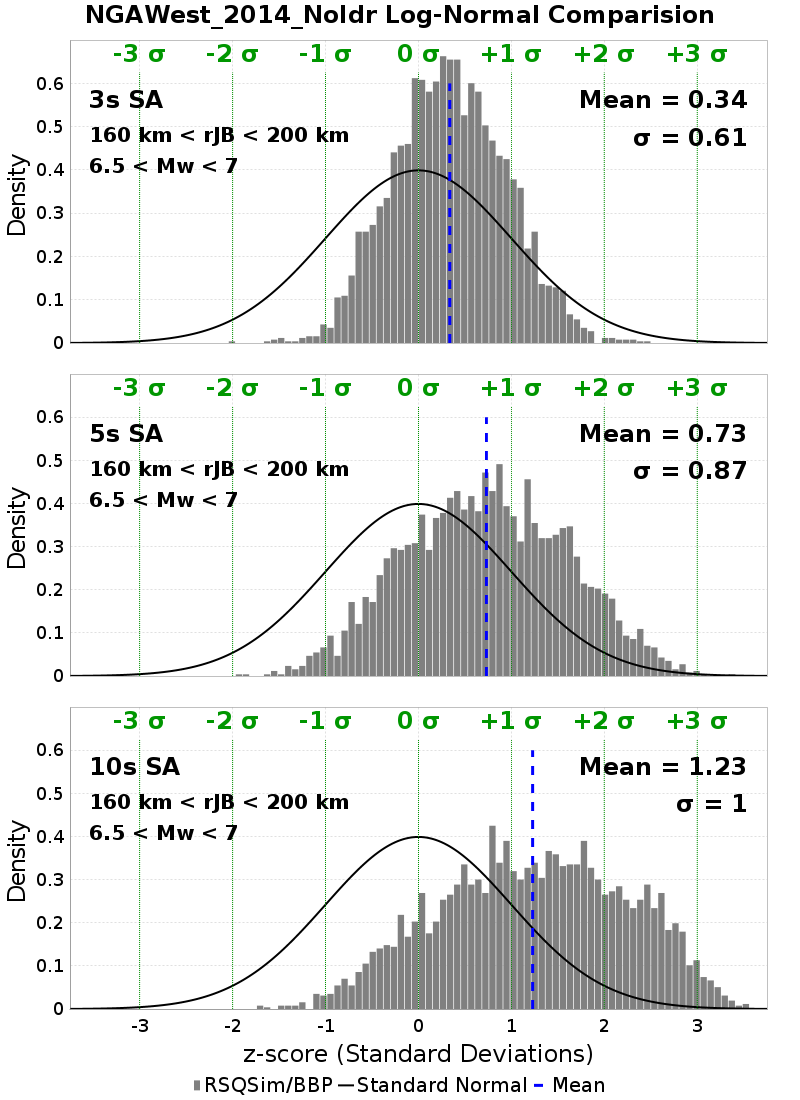 NGAWest_2014_NoIdr Log-Normal Comparision
-3 σ -2 σ -1 σ 0 σ +1 σ +2 σ +3 σ
3s SA
Mean = 0.34
160 km < rJB < 200 km
σ = 0.61
6.5 < Mw < 7
Density
0.6
0.5
0.4
0.3
0.2
0.1
0
-3 σ -2 σ -1 σ 0 σ +1 σ +2 σ +3 σ
5s SA
Mean = 0.73
160 km < rJB < 200 km
σ = 0.87
6.5 < Mw < 7
Density
0.6
0.5
0.4
0.3
0.2
0.1
0
-3 σ -2 σ -1 σ 0 σ +1 σ +2 σ +3 σ
10s SA
Mean = 1.23
160 km < rJB < 200 km
σ = 1
6.5 < Mw < 7
Density
0.6
0.5
0.4
0.3
0.2
0.1
0
-3 -2 -1 0 1 2 3
z-score (Standard Deviations)
RSQSim/BBP Standard Normal Mean